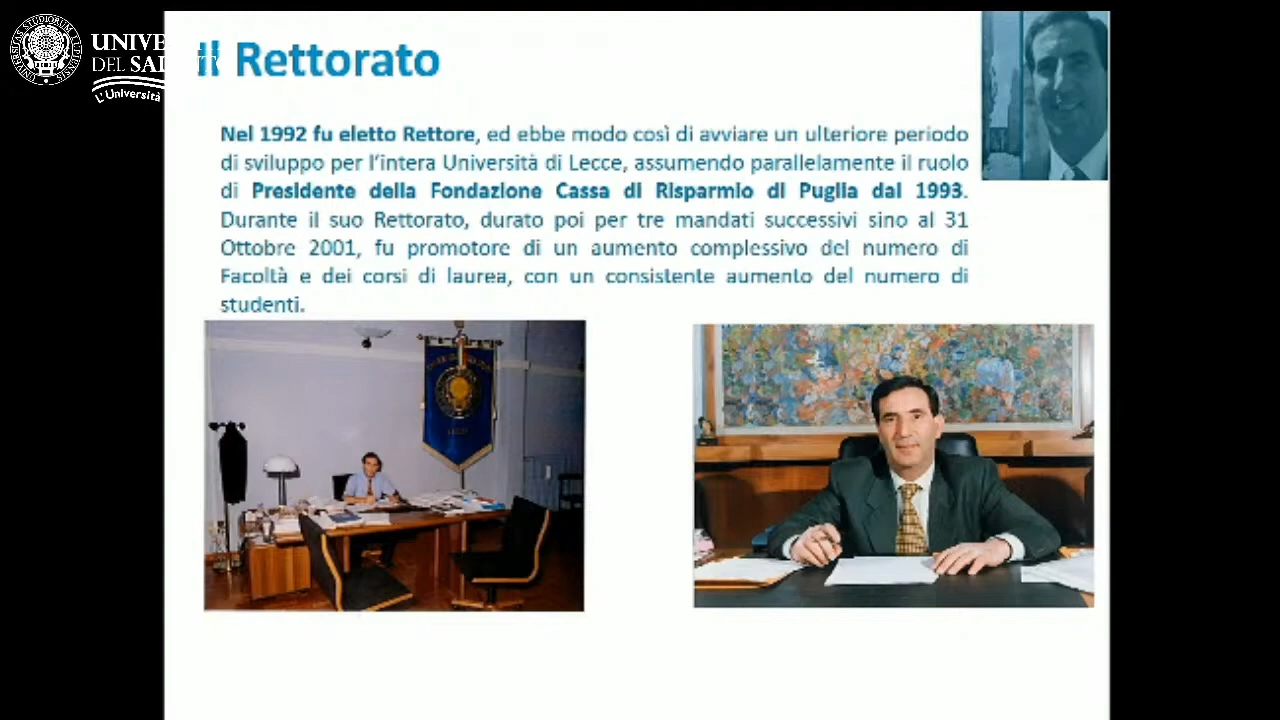 UNIVE
DEL SAL
L'Università
Il Rettorato
Nel 1992 fu eletto Rettore, ed ebbe modo così di avviare un ulteriore periodo
di sviluppo per l'intera Università di Lecce, assumendo parallelamente il ruolo
di Presidente della Fondazione Cassa di Risparmio di Puglia dal 1993.
Durante il suo Rettorato, durato poi per tre mandati successivi sino al 31
Ottobre 2001, fu promotore di un aumento complessivo del numero di
Facoltà e dei corsi di laurea, con un consistente aumento del numero di
studenti.